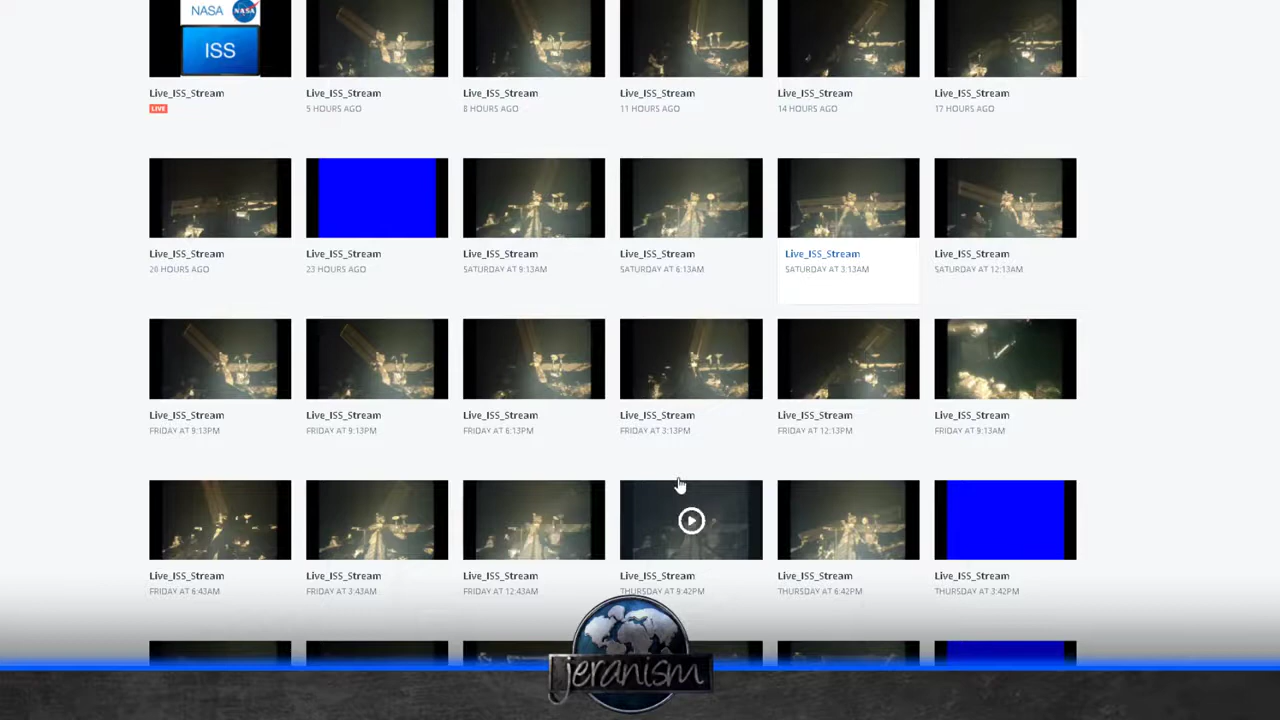 NASA NASA
ISS
Live_ISS_Stream Live_ISS_Stream Live_ISS_Stream Live_ISS_Stream Live_ISS_Stream Live_ISS_Stream
LIVE 5 HOURS AGO 8 HOURS AGO 11 HOURS AGO 14 HOURS AGO 17 HOURS AGO
Live_ISS_Stream Live_ISS_Stream Live_ISS_Stream Live_ISS_Stream Live_ISS_Stream Live_ISS_Stream
20 HOURS AGO 23 HOURS AGO SATURDAY AT 9:13AM SATURDAY AT 6:13AM SATURDAY AT 3:13AM SATURDAY AT 12:13AM
Live_ISS_Stream Live_ISS_Stream Live_ISS_Stream Live_ISS_Stream Live_ISS_Stream Live_ISS_Stream
FRIDAY AT 9:13PM FRIDAY AT 9:13PM FRIDAY AT 6:13PM FRIDAY AT 3:13PM FRIDAY AT 12:13PM FRIDAY AT 9:13AM
Live_ISS_Stream Live_ISS_Stream Live_ISS_Stream Live_ISS_Stream Live_ISS_Stream Live_ISS_Stream
FRIDAY AT 6:43AM FRIDAY AT 3:43AM FRIDAY AT 12:43AM THURSDAY AT 9:42PM THURSDAY AT 6:42PM THURSDAY AT 3:42PM
jeranism